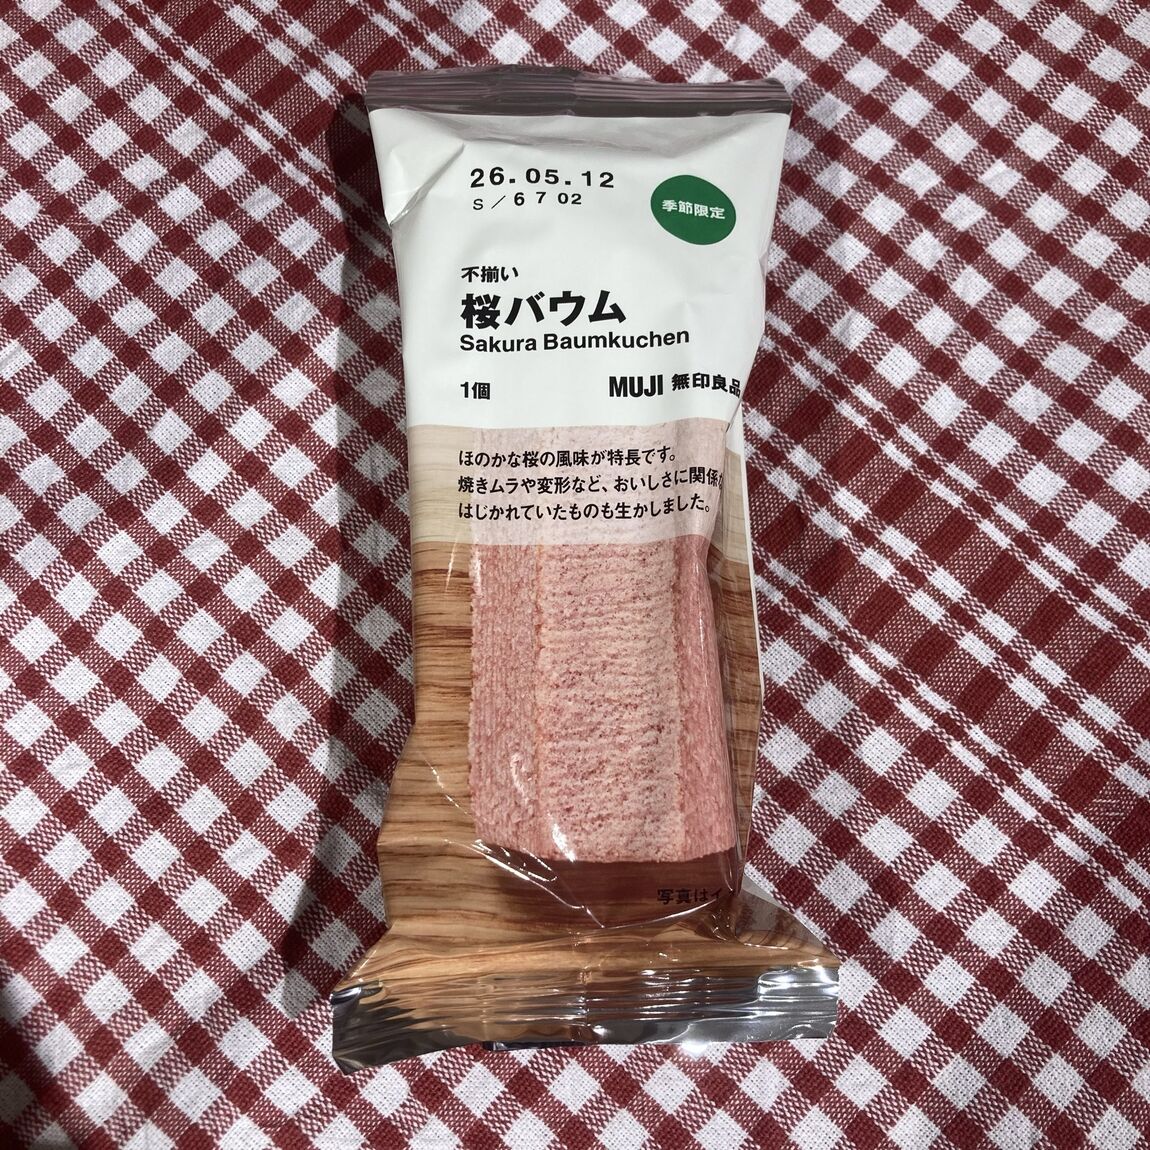 26.05.12
S/6702
季節限定
不揃い
桜バウム
Sakura Baumkuchen
1個
MUJI 無印良品
ほのかな桜の風味が特長です。
焼きムラや変形など、おいしさに関係な
はじかれていたものも生かしました。
写真はイ